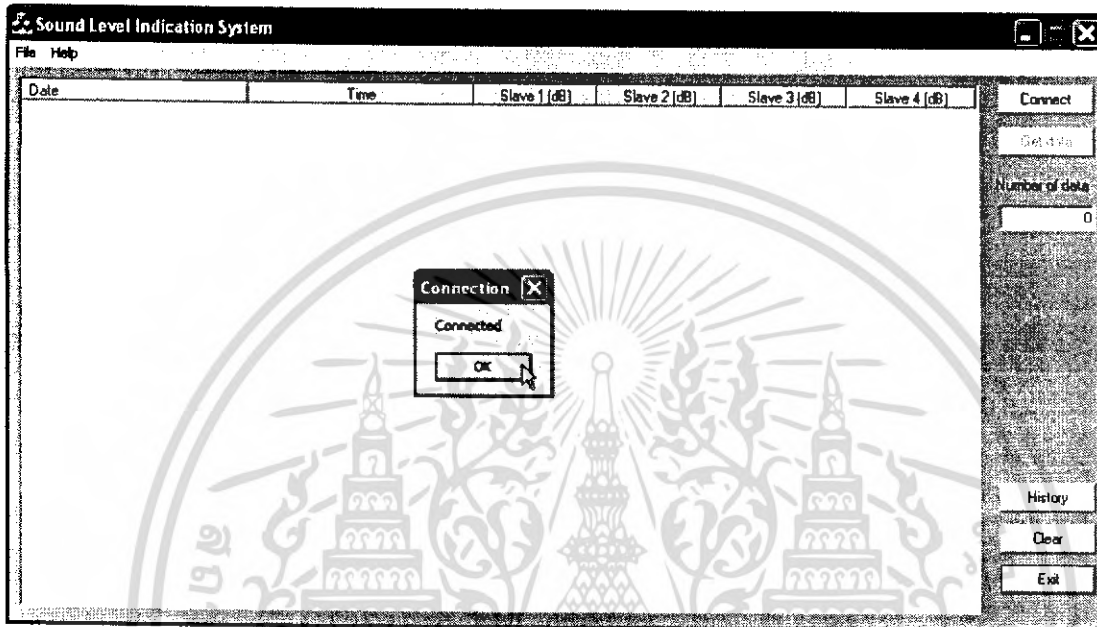 Sound Level Indication System
File Help
Date Time Slave 1 (dB) Slave 2 (dB) Slave 3 (dB) Slave 4 (dB)
Connect
Get data
Number of data
0
Connection
Connected
OK
History
Clear
Exit